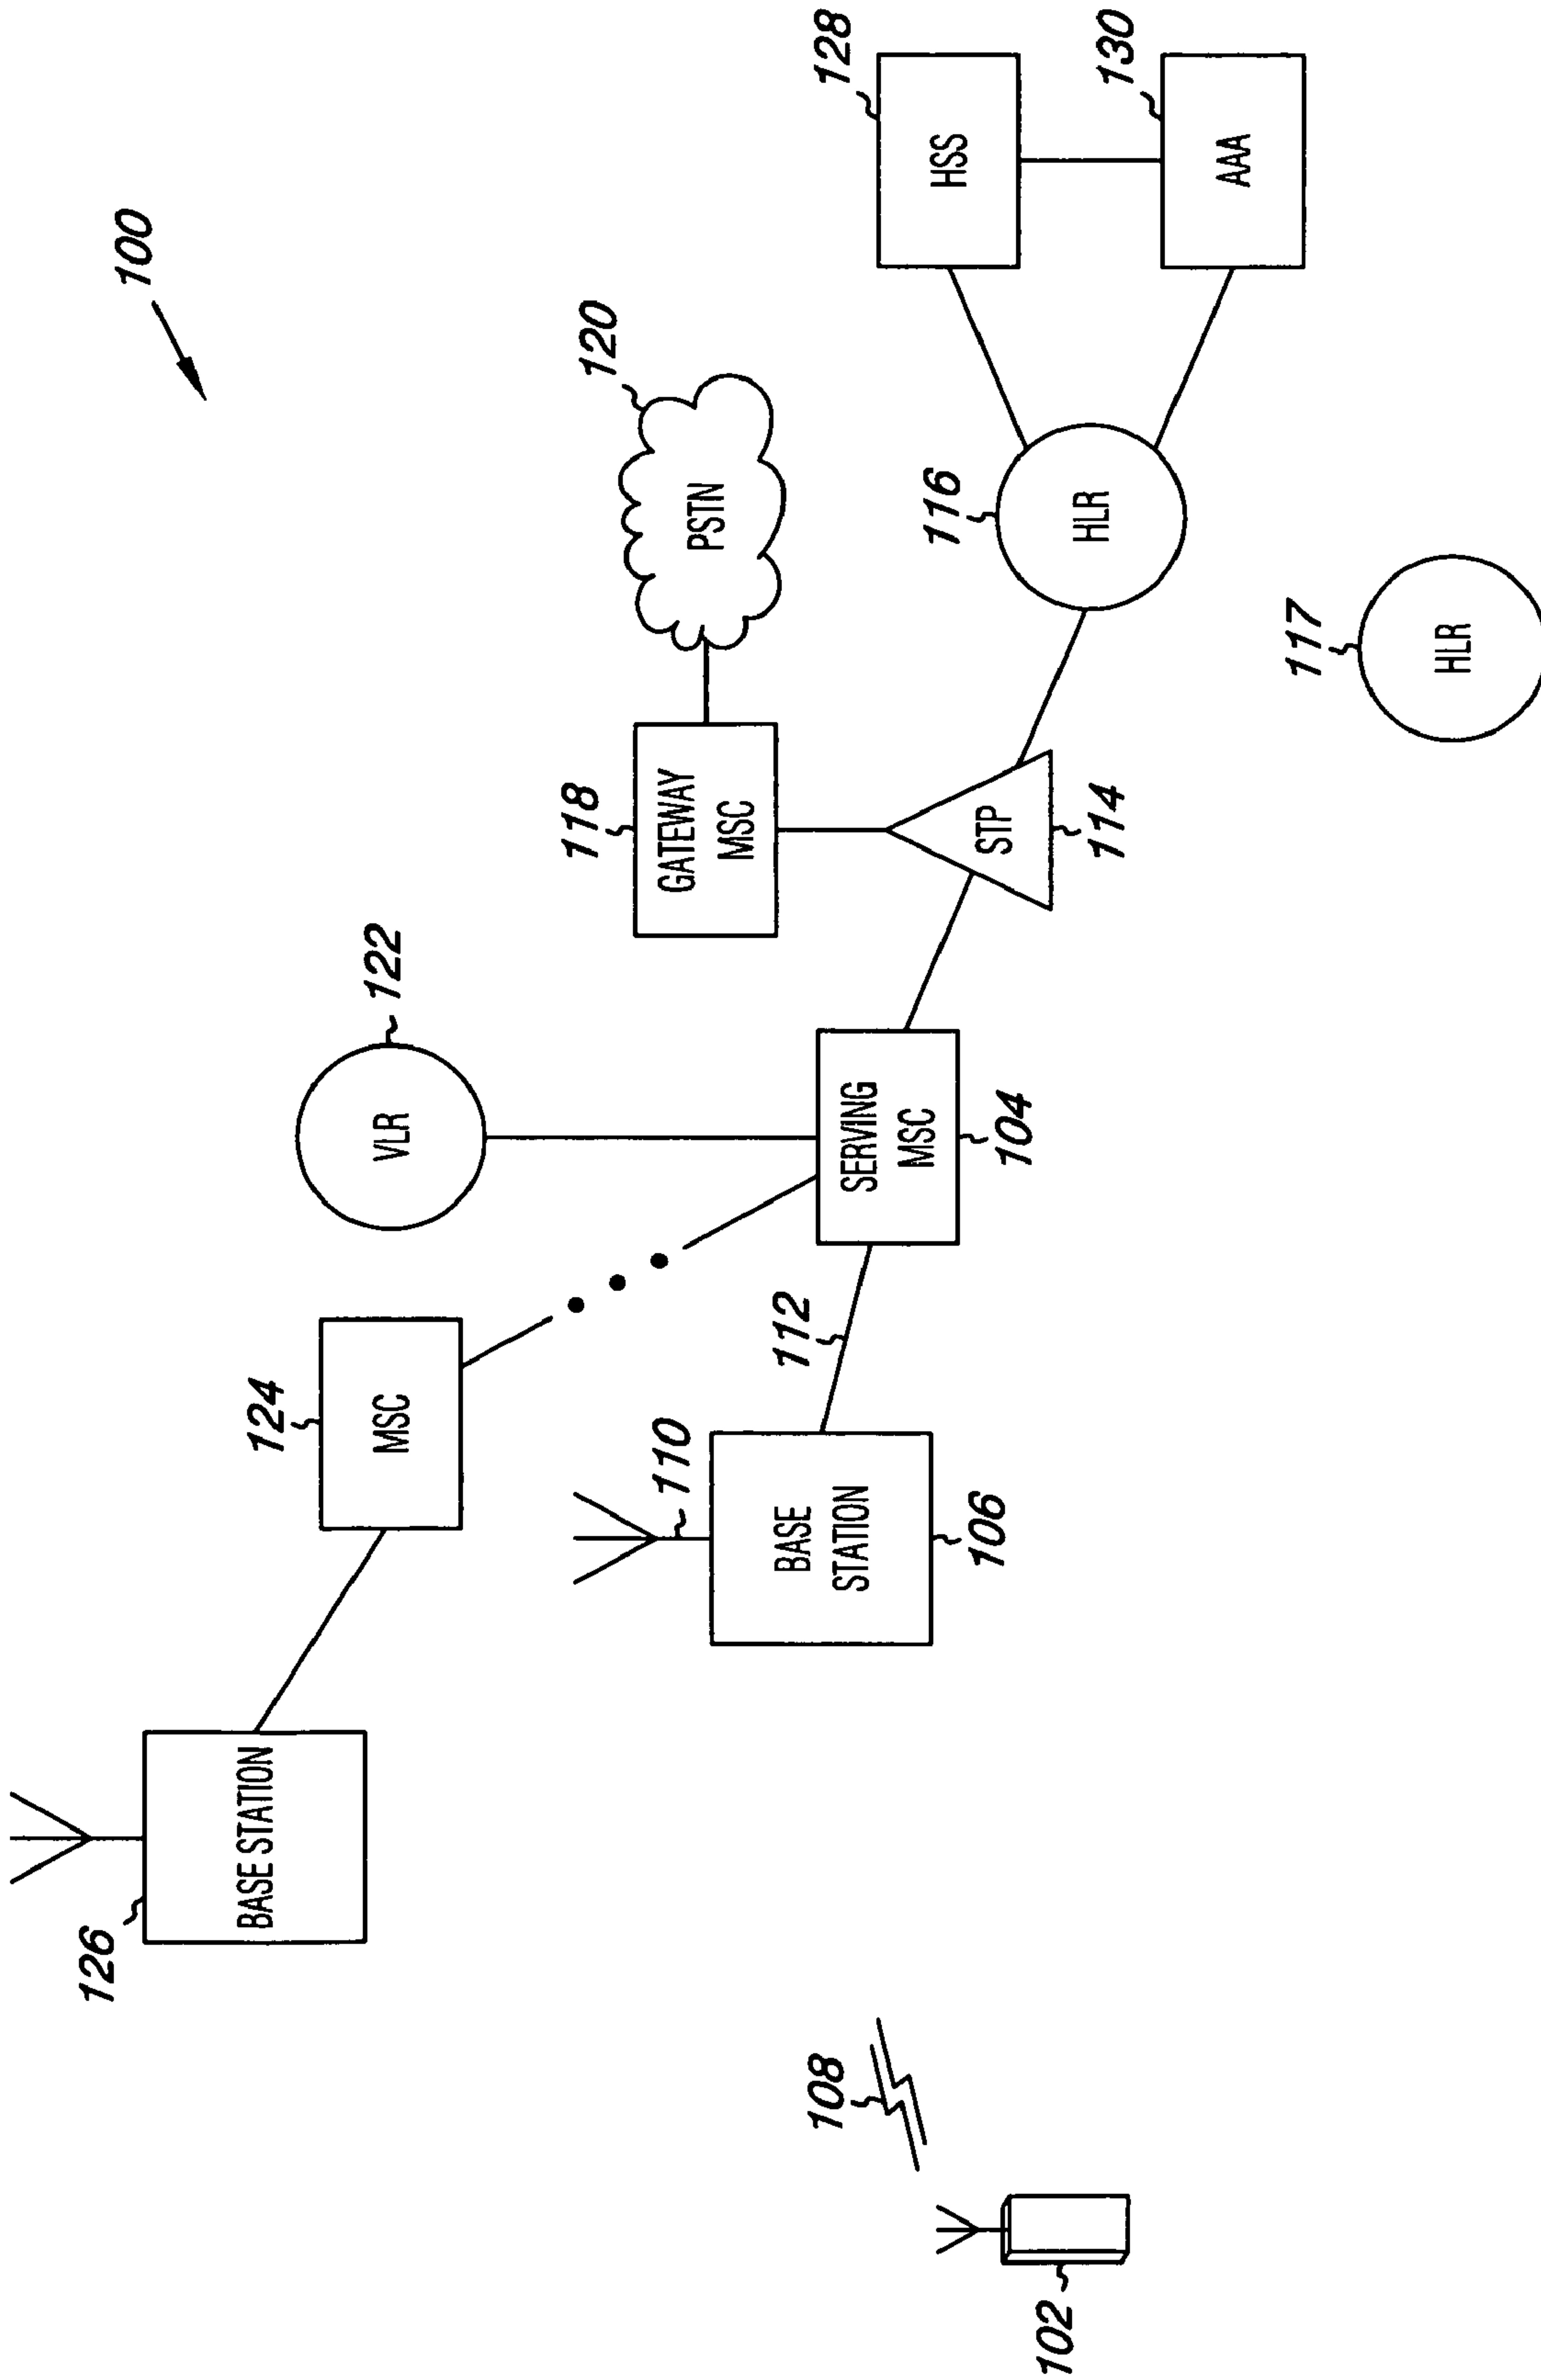 100
126
BASE STATION
124
MSC
122
VLR
110
BASE
STATION
106
112
SERVING
MSC
104
118
GATEWAY
MSC
120
PSTN
STP
114
116
HLR
128
HSS
130
AAA
117
HLR
108
102